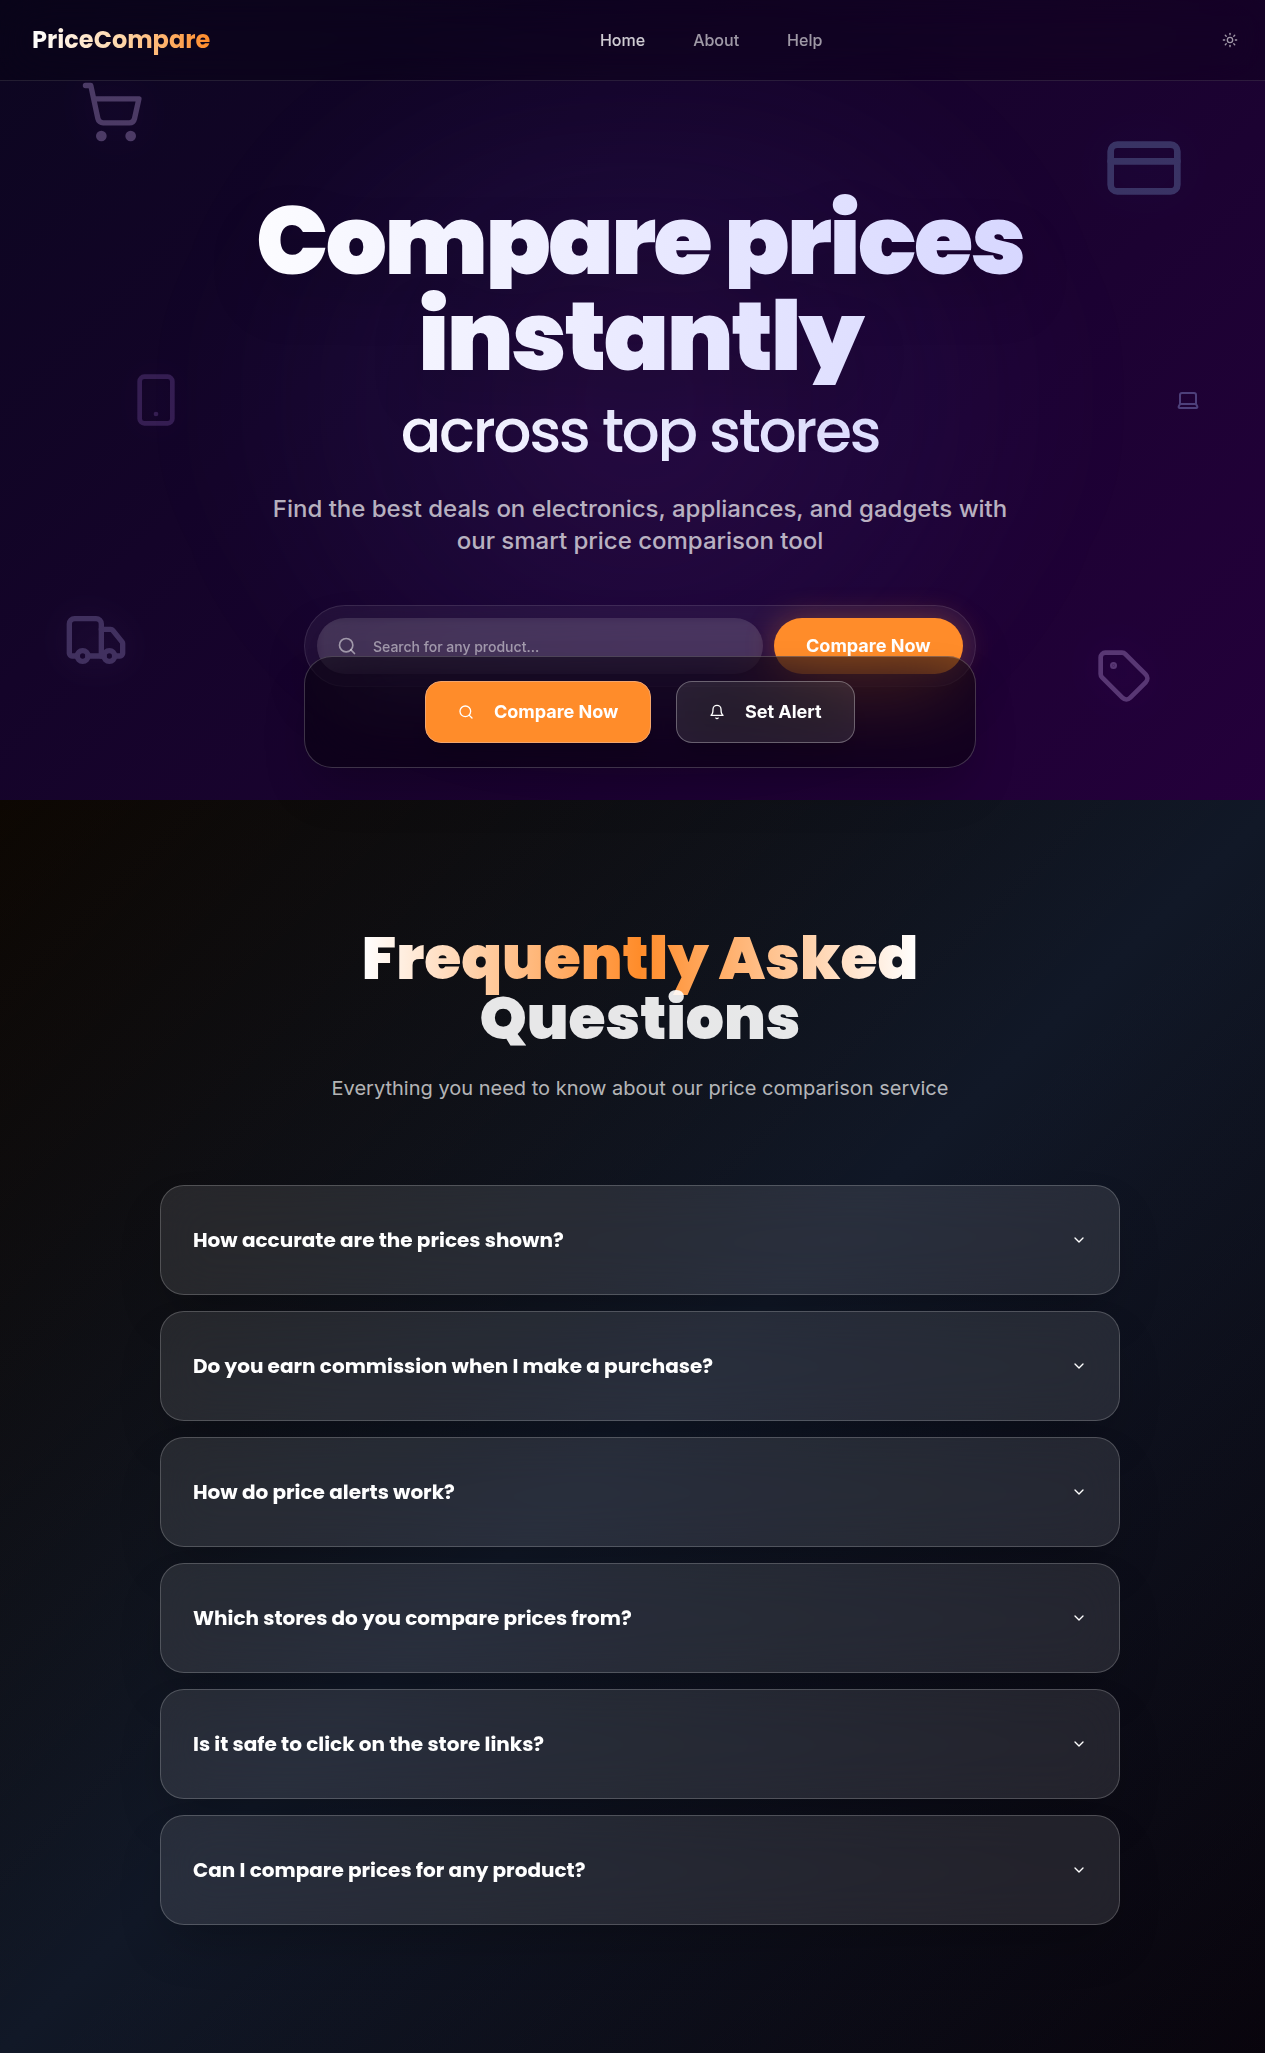 PriceCompare
Home
About
Help
Compare prices
instantly
across top stores
Find the best deals on electronics, appliances, and gadgets with
our smart price comparison tool
Search for any product...
Compare Now
Compare Now
Set Alert
Frequently Asked
Questions
Everything you need to know about our price comparison service
How accurate are the prices shown?
Do you earn commission when I make a purchase?
How do price alerts work?
Which stores do you compare prices from?
Is it safe to click on the store links?
Can I compare prices for any product?